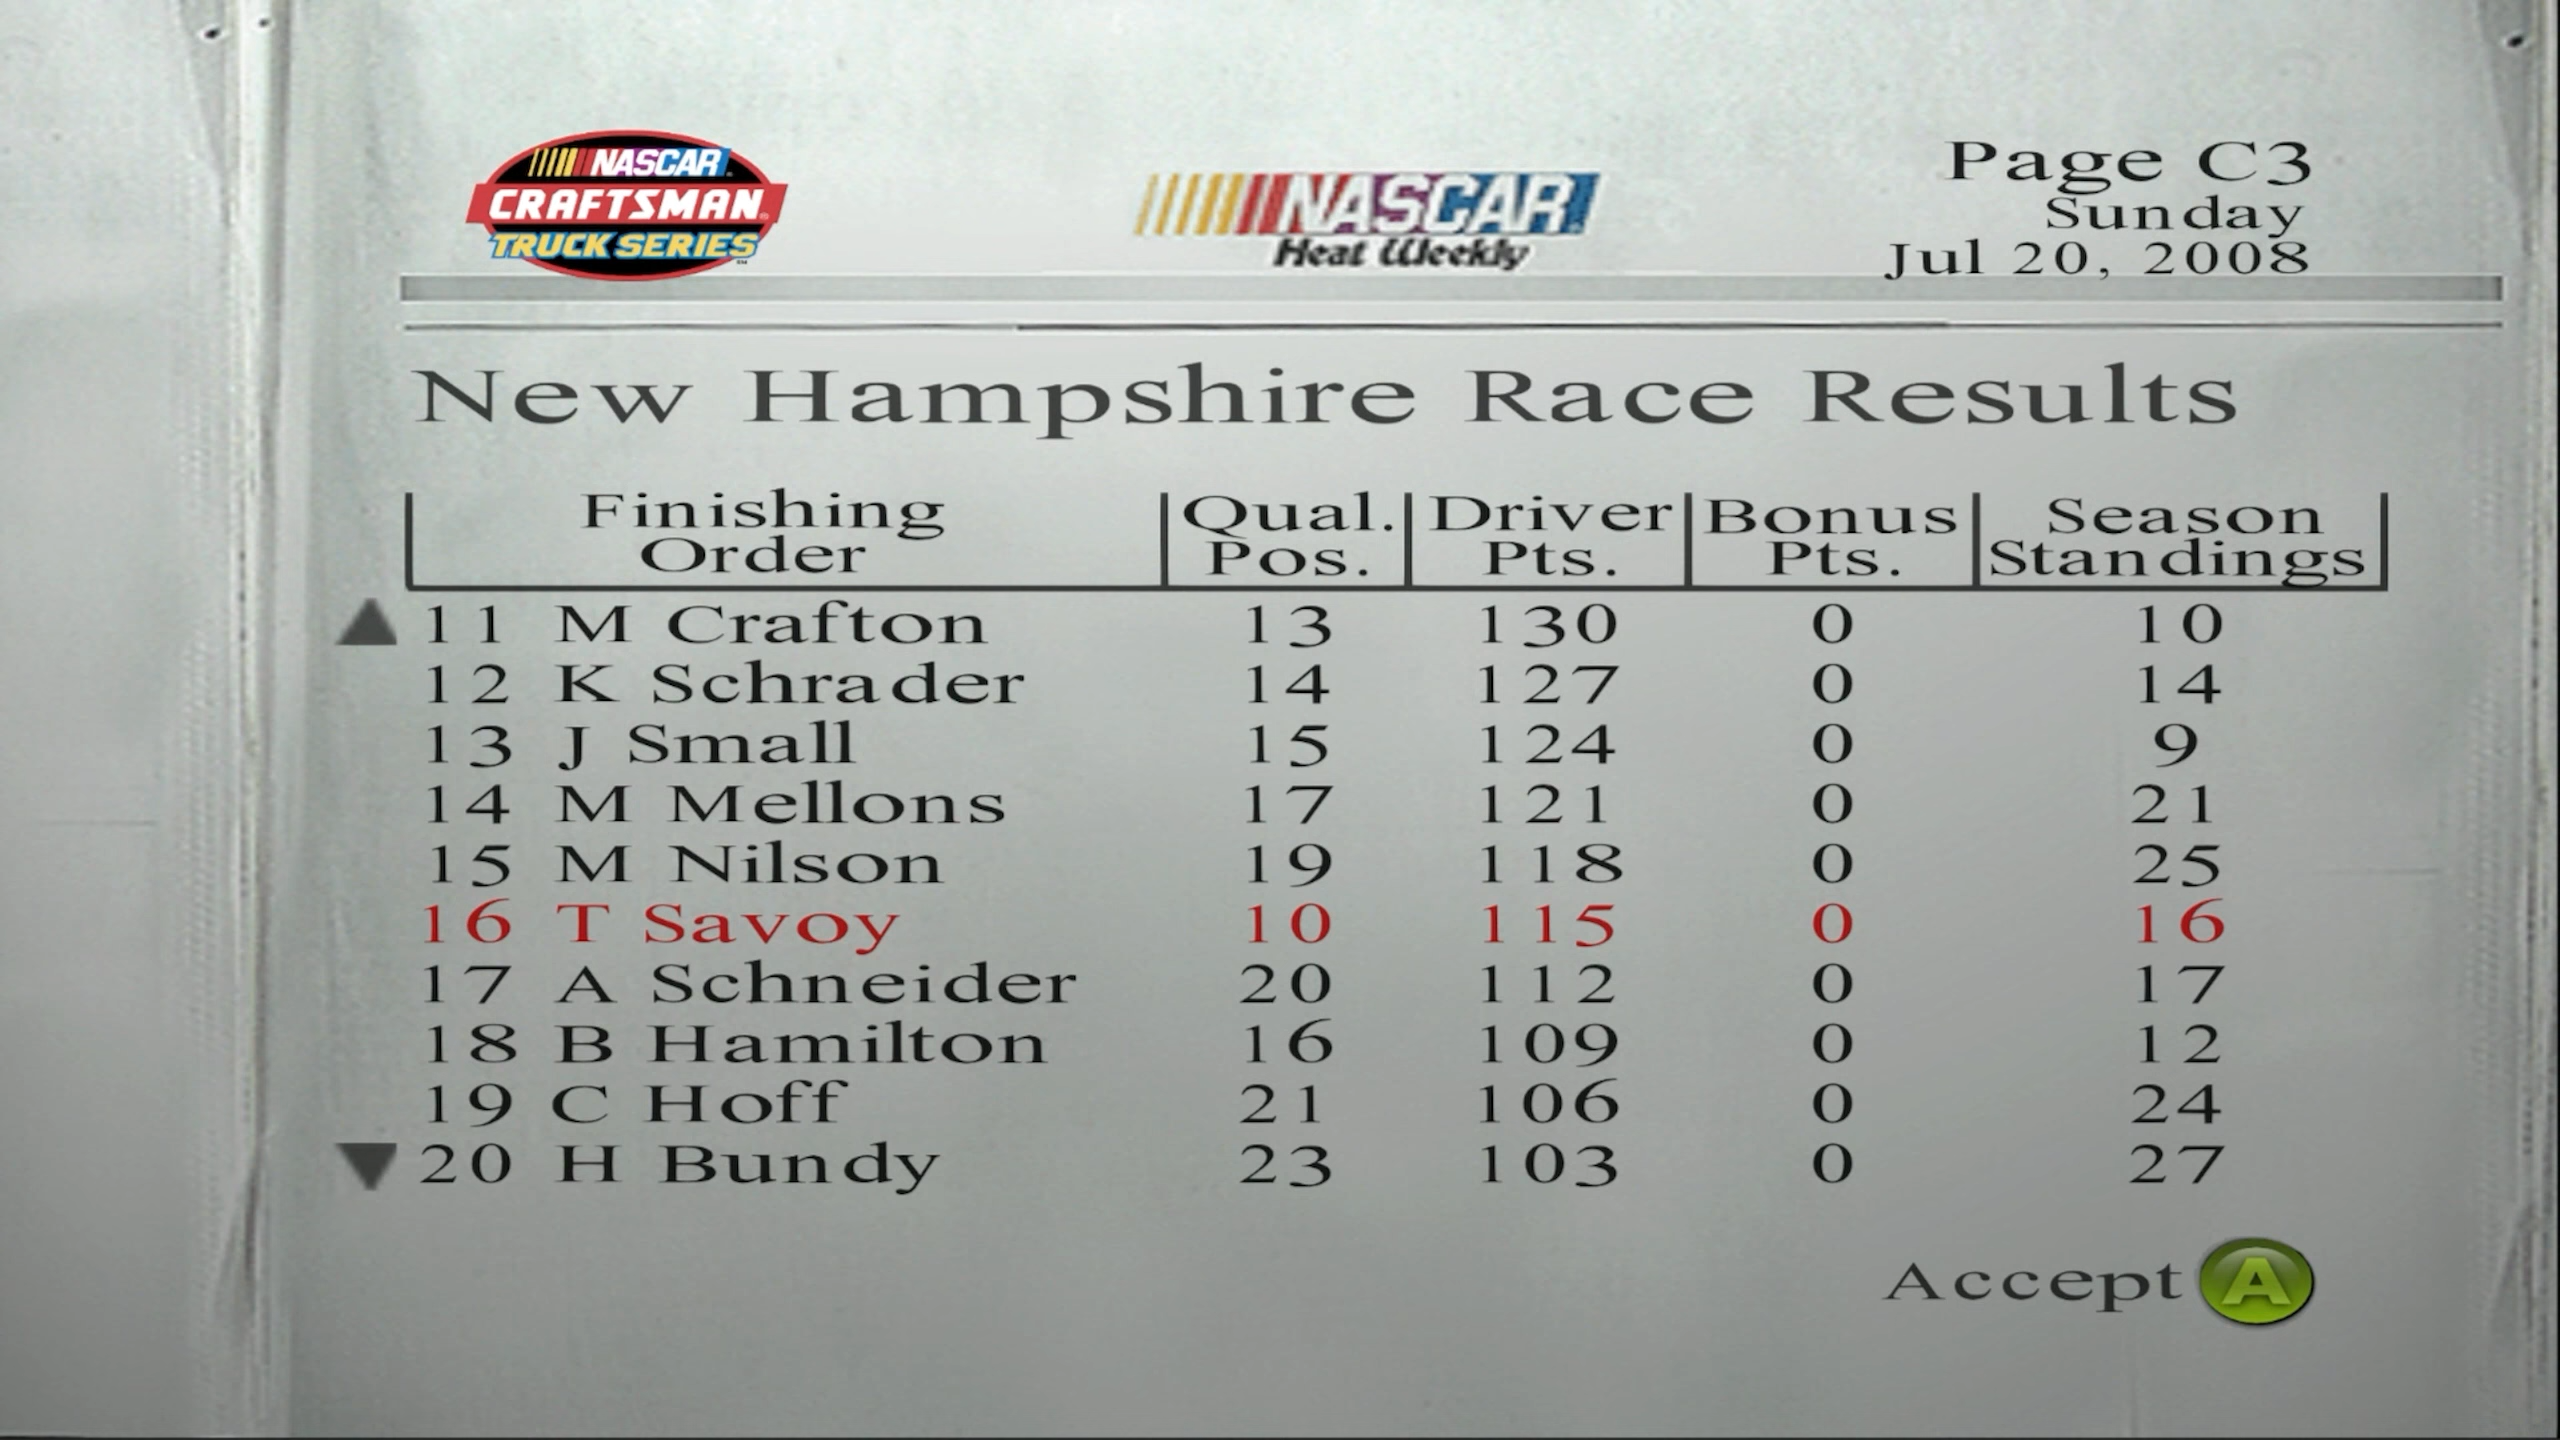 NASCAR
CRAFTSMAN
TRUCK SERIES
NASCAR
Heat Weekly
Page C3
Sunday
Jul 20, 2008
New Hampshire Race Results
Finishing Order Qual. Pos. Driver Pts. Bonus Pts. Season Standings
11 M Crafton 13 130 0 10
12 K Schrader 14 127 0 14
13 J Small 15 124 0 9
14 M Mellons 17 121 0 21
15 M Nilson 19 118 0 25
16 T Savoy 10 115 0 16
17 A Schneider 20 112 0 17
18 B Hamilton 16 109 0 12
19 C Hoff 21 106 0 24
20 H Bundy 23 103 0 27
Accept A